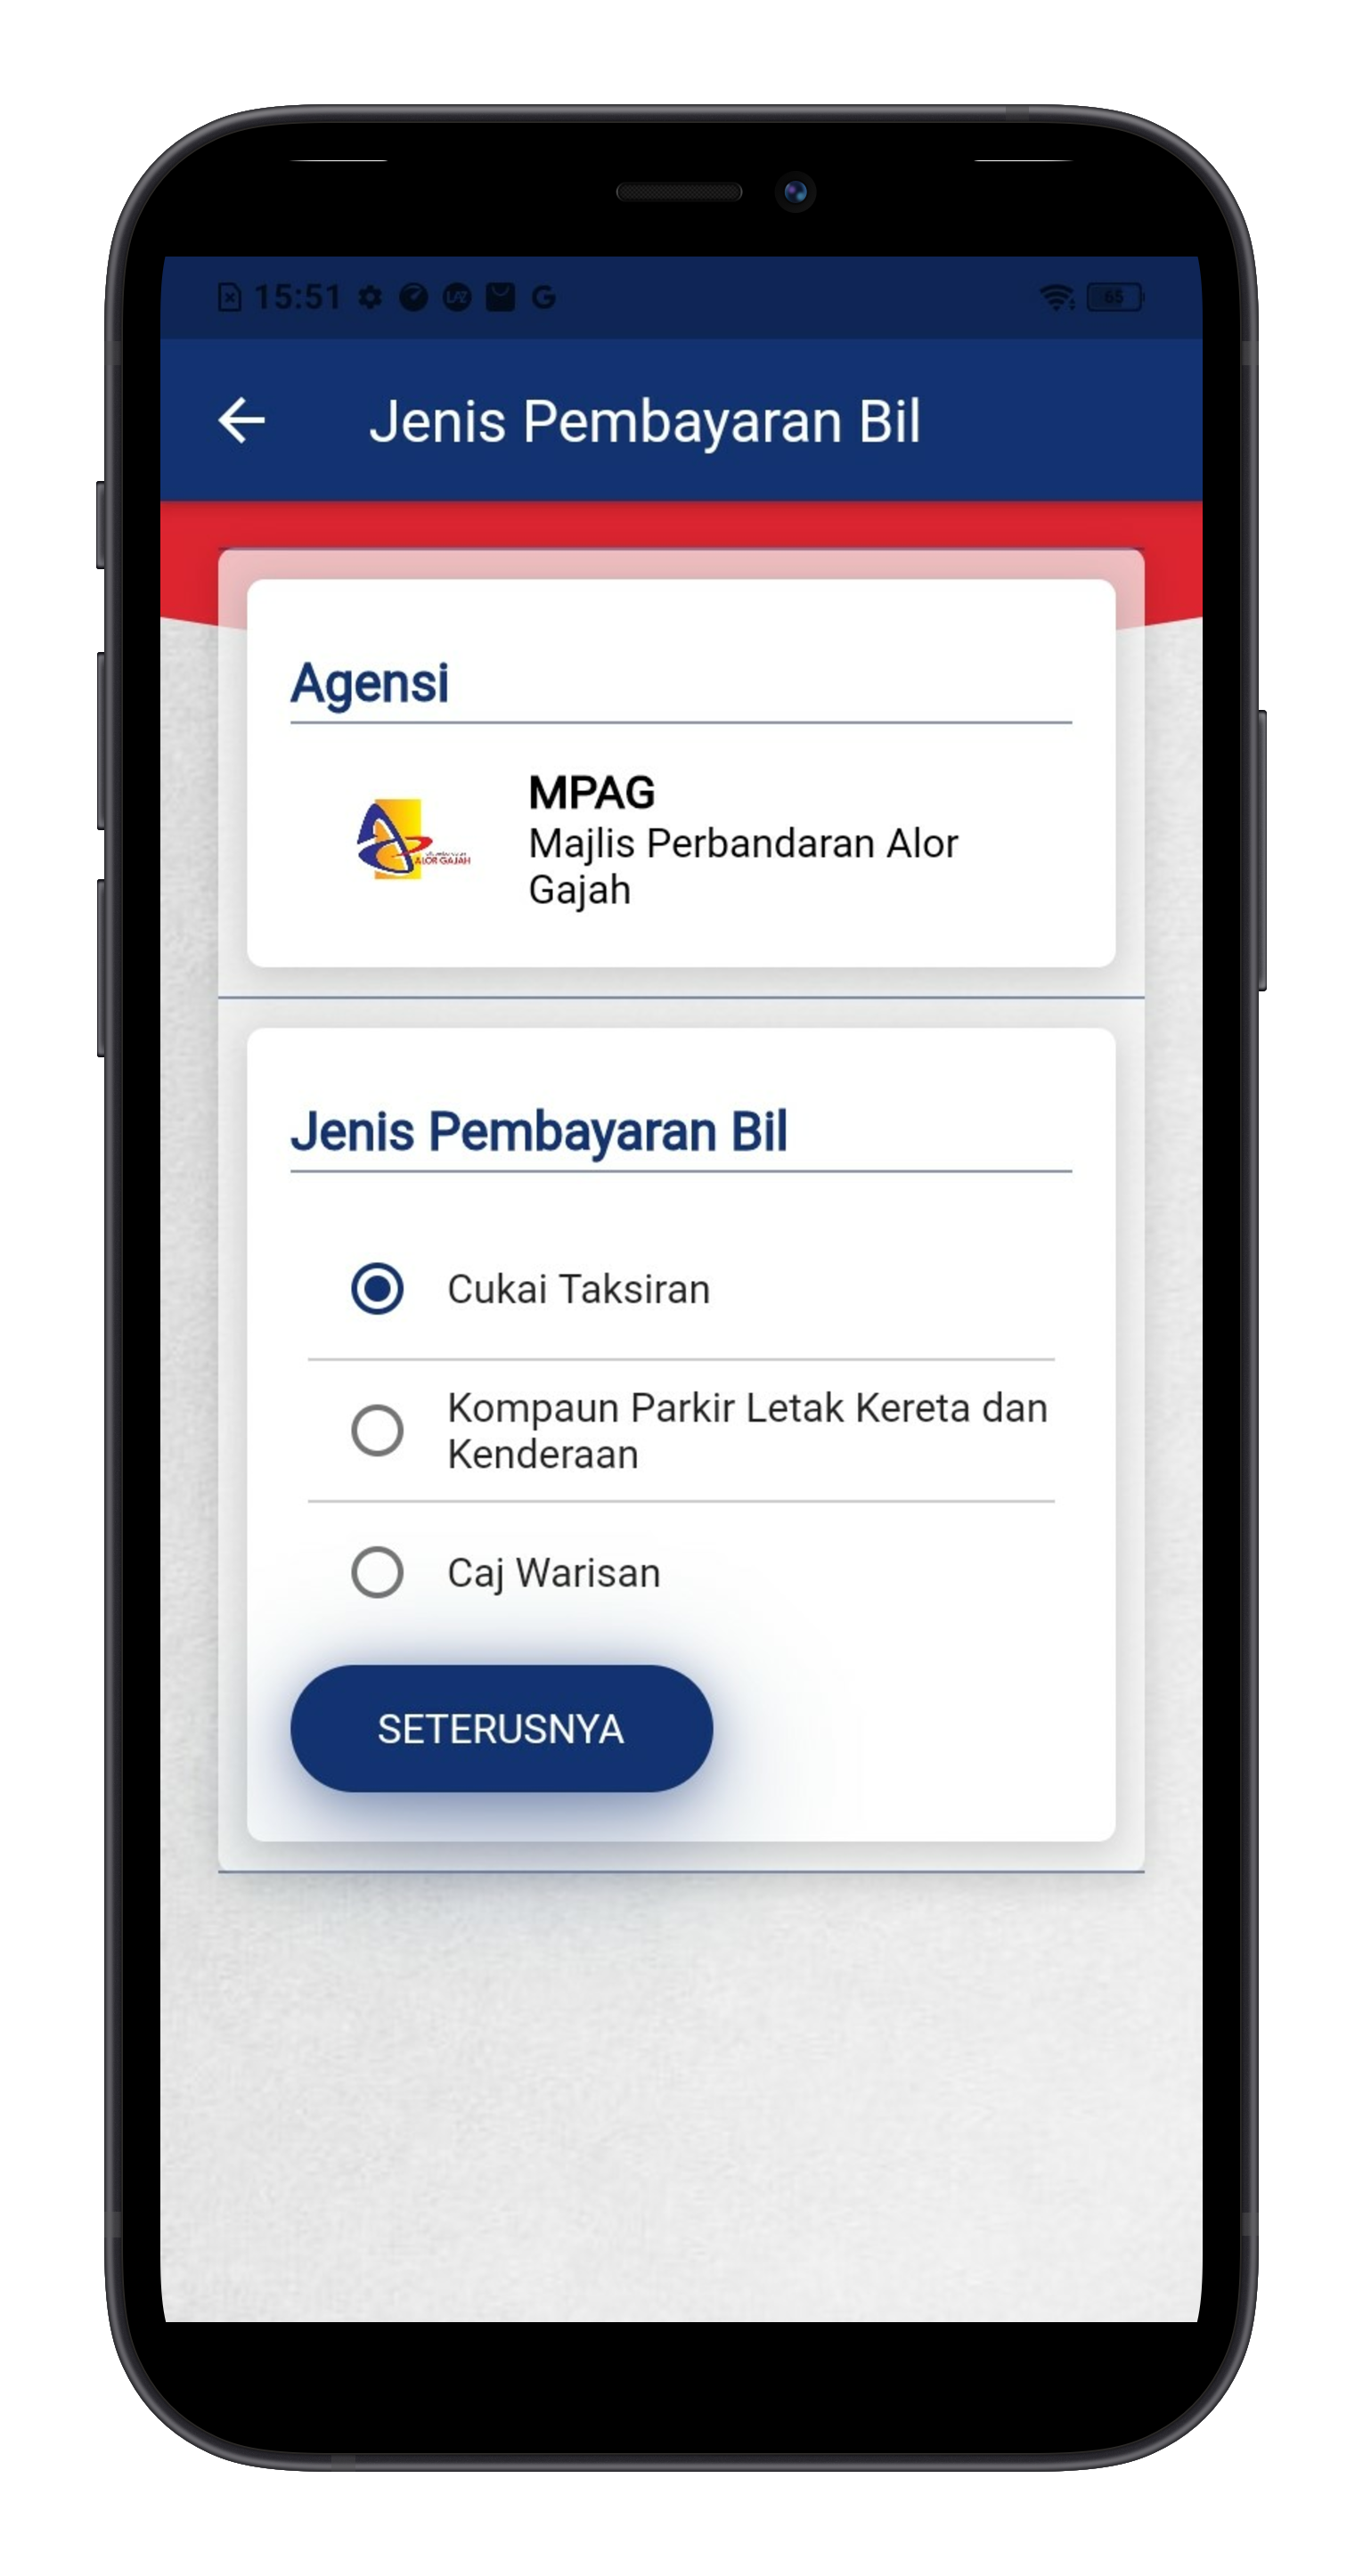 15:51
LAZ
G
65
Jenis Pembayaran Bil
Agensi
MPAG
Majlis Perbandaran Alor
Gajah
ALOR GAJAH
Jenis Pembayaran Bil
Cukai Taksiran
Kompaun Parkir Letak Kereta dan
Kenderaan
Caj Warisan
SETERUSNYA